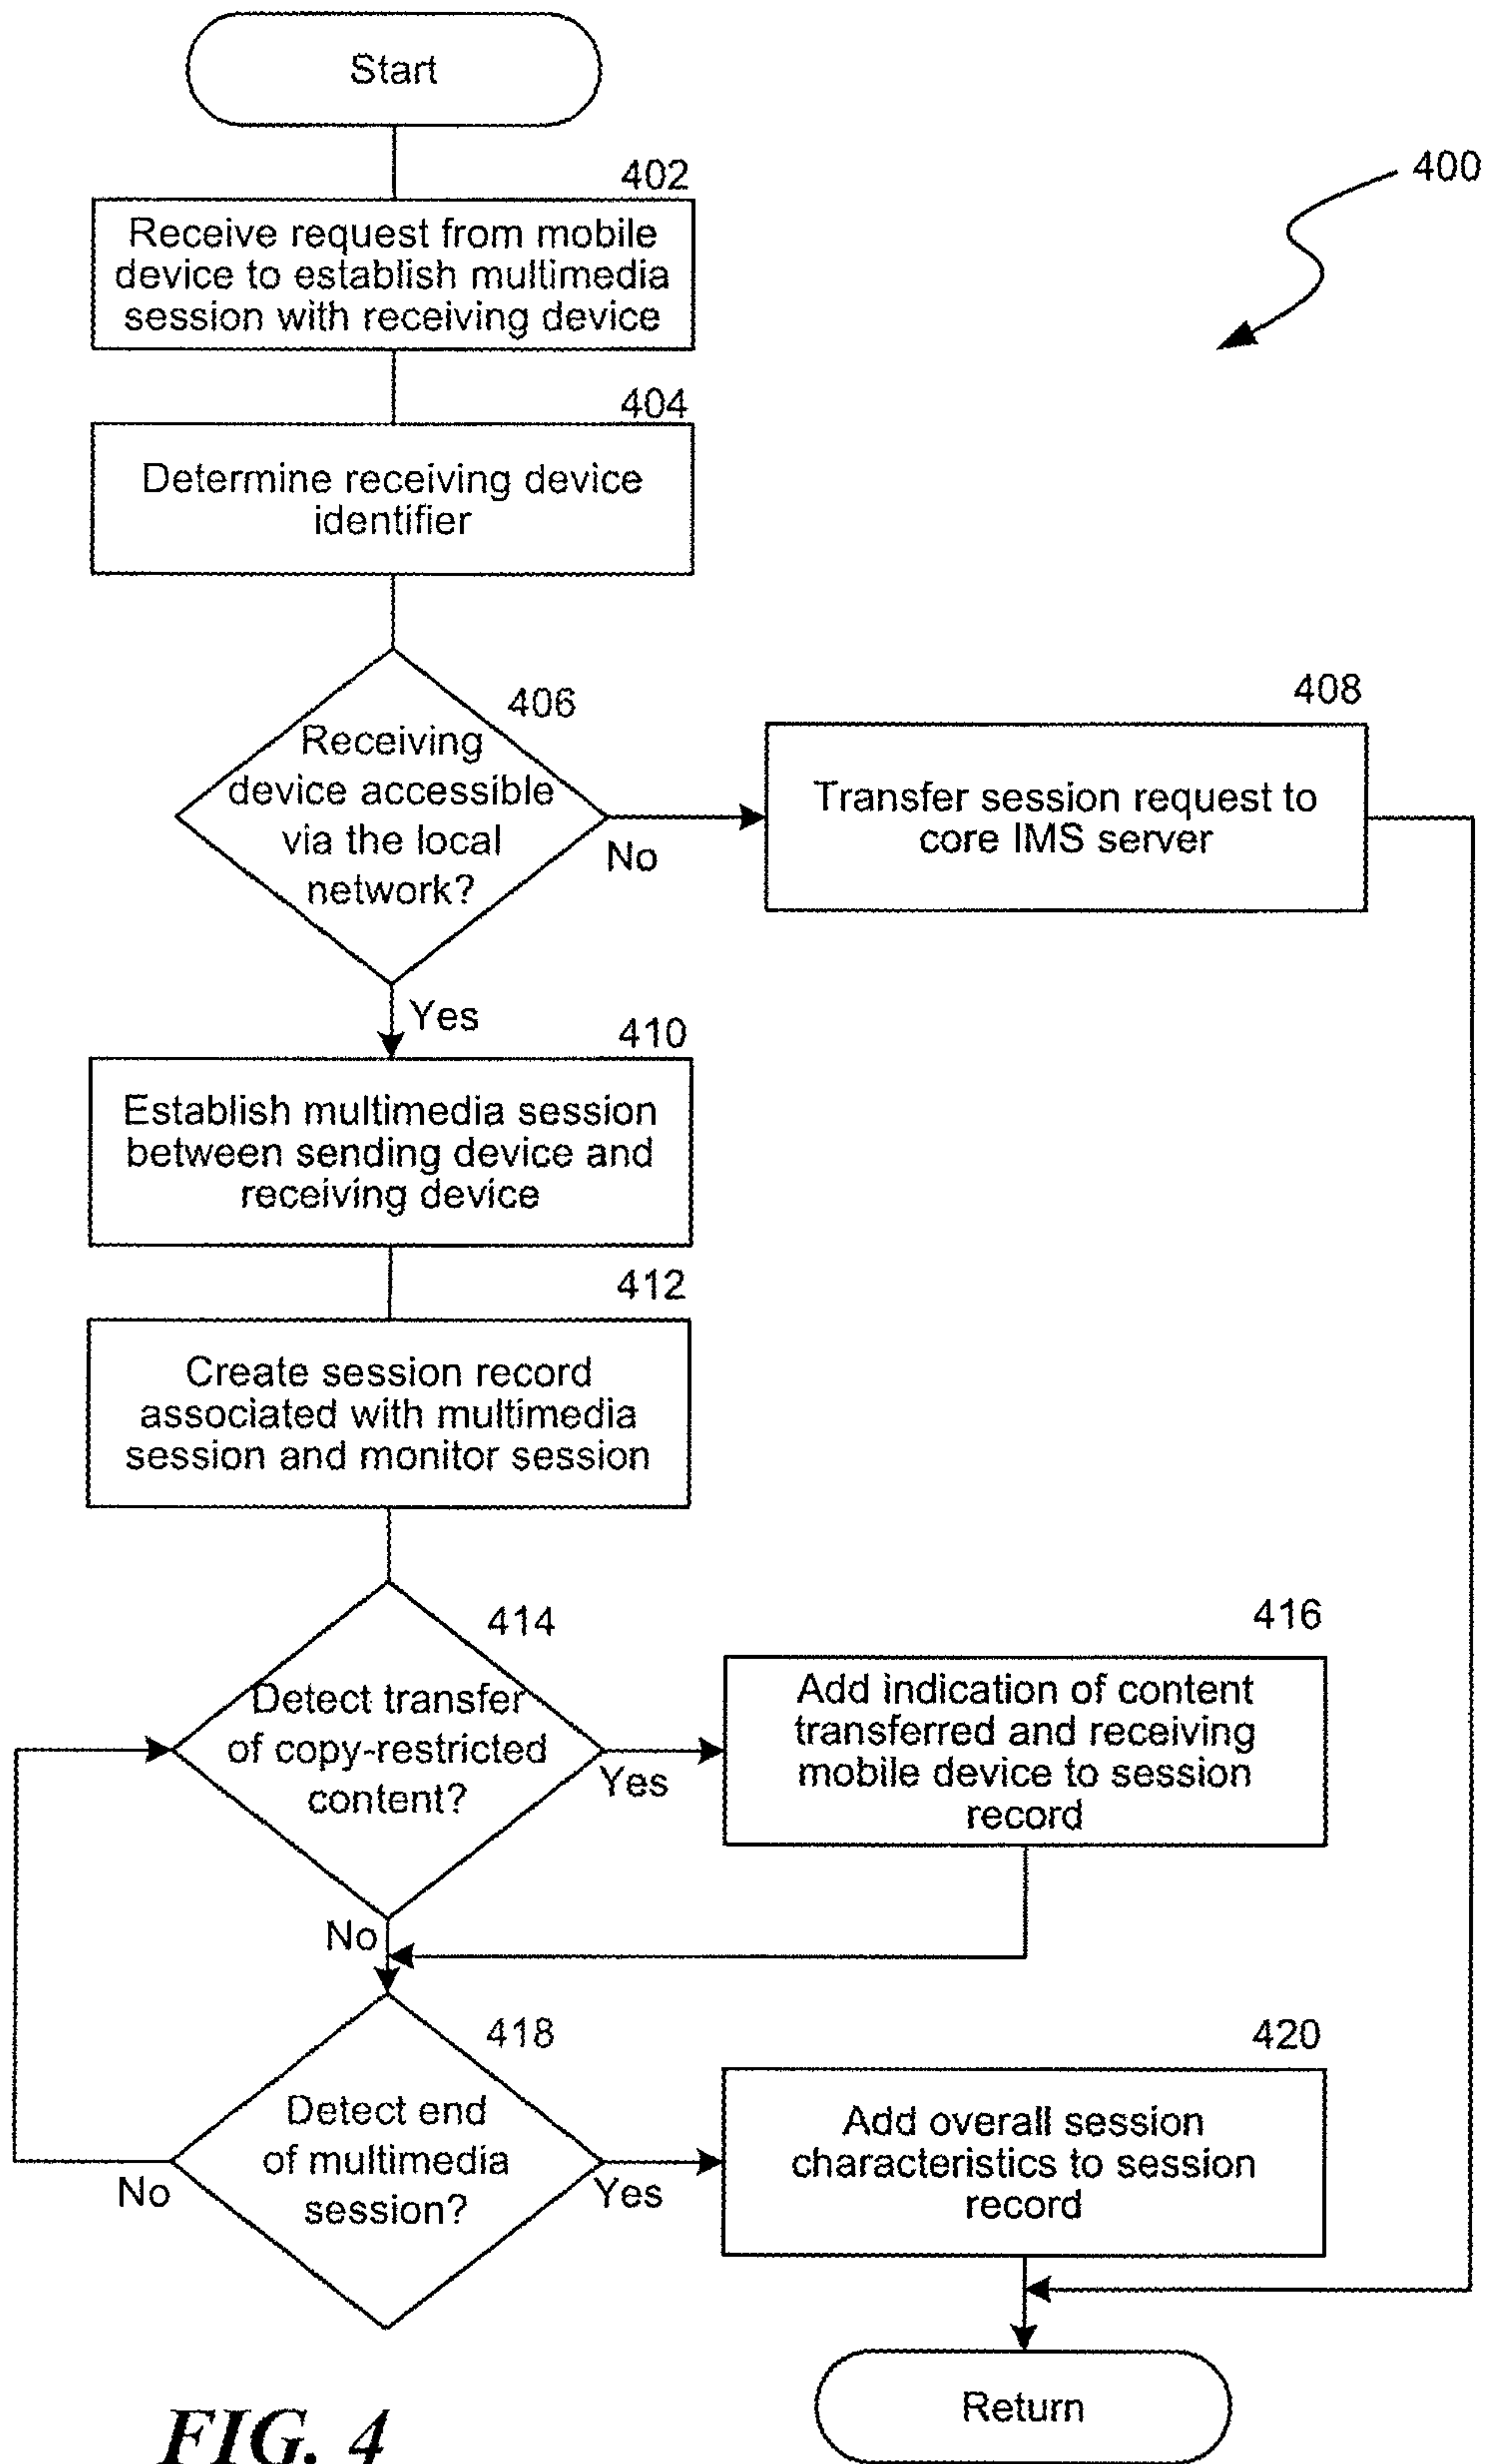 Start
400
402
Receive request from mobile
device to establish multimedia
session with receiving device
404
Determine receiving device
identifier
406
Receiving
device accessible
via the local
network?
No
408
Transfer session request to
core IMS server
Yes
410
Establish multimedia session
between sending device and
receiving device
412
Create session record
associated with multimedia
session and monitor session
414
Detect transfer
of copy-restricted
content?
Yes
416
Add indication of content
transferred and receiving
mobile device to session
record
No
418
Detect end
of multimedia
session?
No
Yes
420
Add overall session
characteristics to session
record
Return
FIG. 4